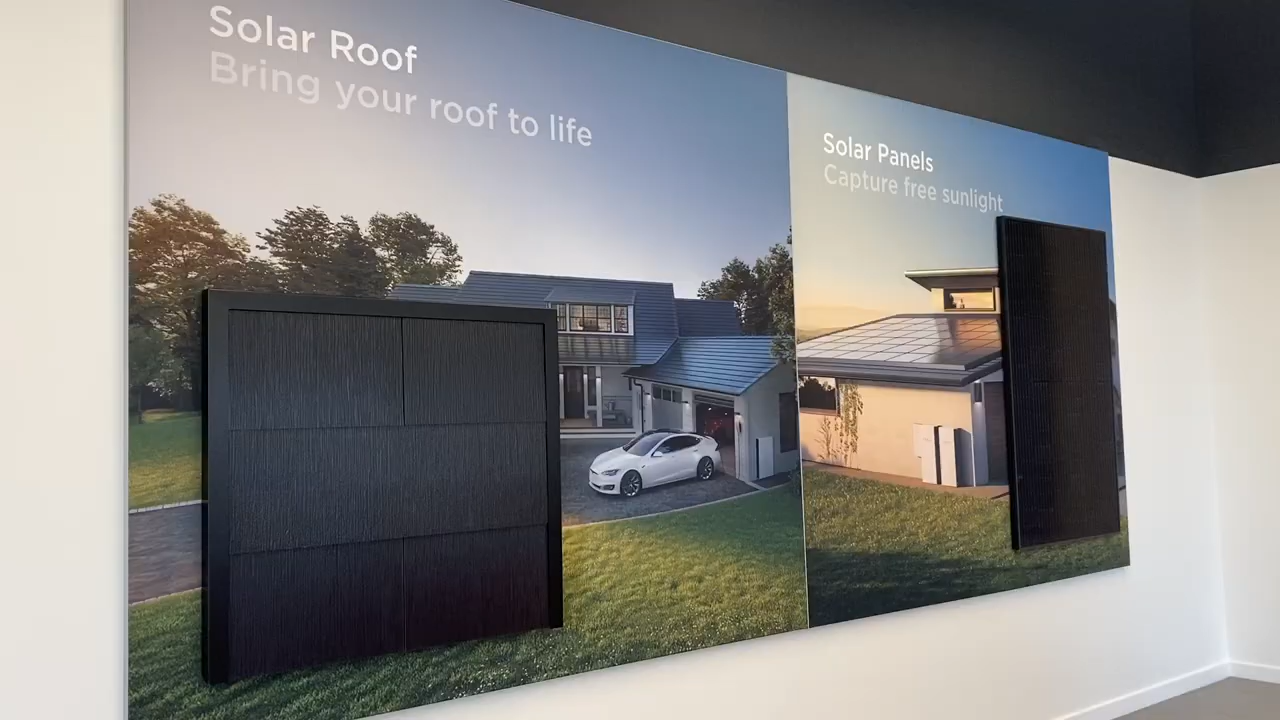 Solar Roof
Bring your roof to life
Solar Panels
Capture free sunlight